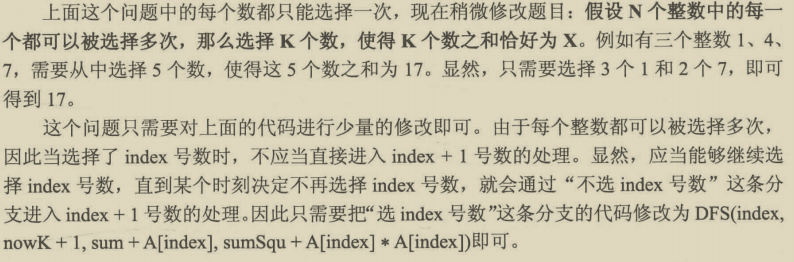 上面这个问题中的每个数都只能选择一次，现在稍微修改题目：假设 N 个整数中的每一
个都可以被选择多次，那么选择 K 个数，使得 K 个数之和恰好为 X。例如有三个整数 1、4、
7，需要从中选择 5 个数，使得这 5 个数之和为 17。显然，只需要选择 3 个 1 和 2 个 7，即可
得到 17。
这个问题只需要对上面的代码进行少量的修改即可。由于每个整数都可以被选择多次，
因此当选择了 index 号数时，不应当直接进入 index + 1 号数的处理。显然，应当能够继续选
择 index 号数，直到某个时刻决定不再选择 index 号数，就会通过“不选 index 号数”这条分
支进入 index + 1 号数的处理。因此只需要把“选 index 号数”这条分支的代码修改为 DFS(index,
nowK + 1, sum + A[index], sumSqu + A[index] * A[index])即可。